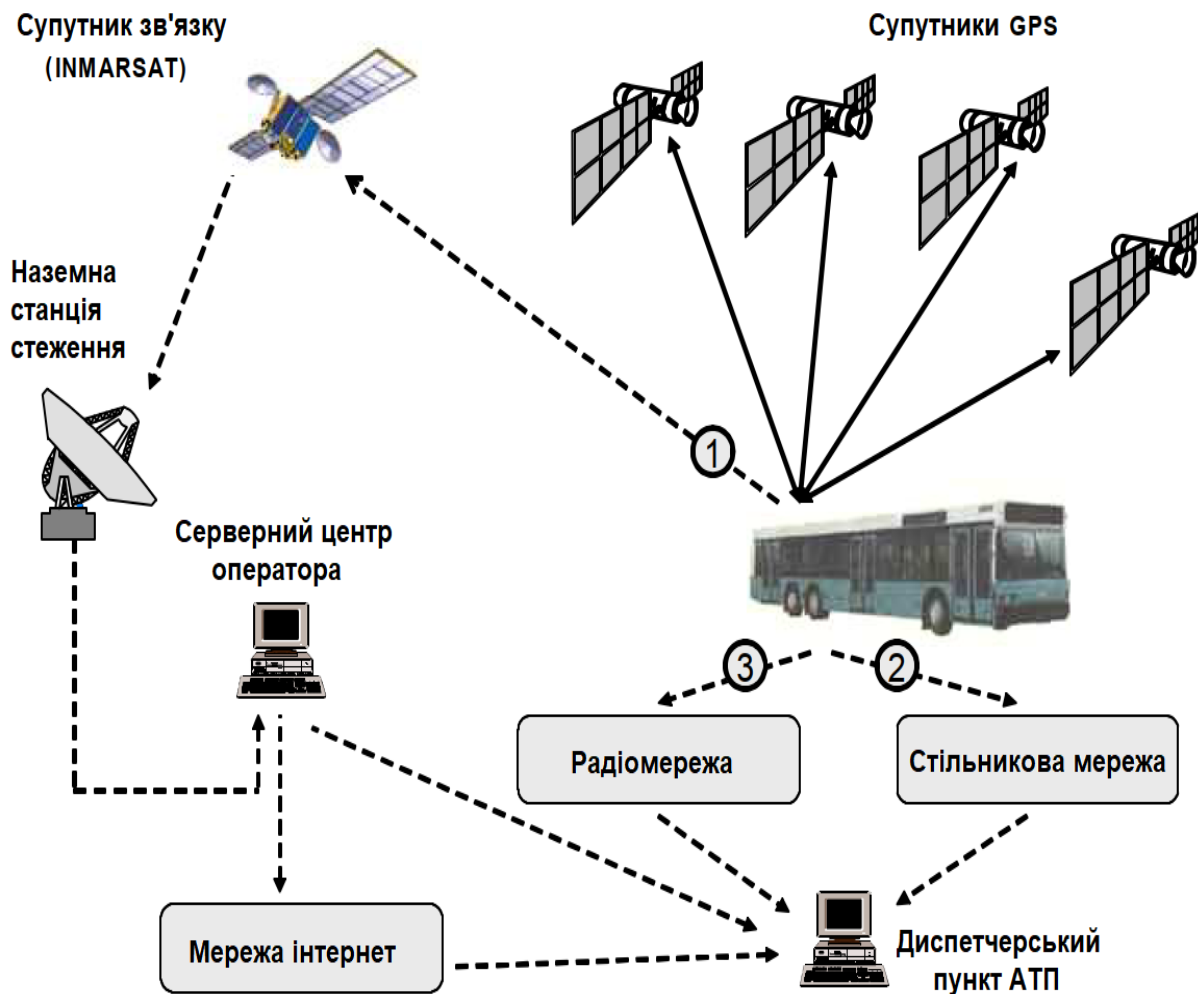 Супутник зв'язку
(INMARSAT)
Супутники GPS
Наземна
станція
стеження
1
Серверний центр
оператора
3
2
Радіомережа
Стільникова мережа
Мережа інтернет
Диспетчерський
пункт АТП